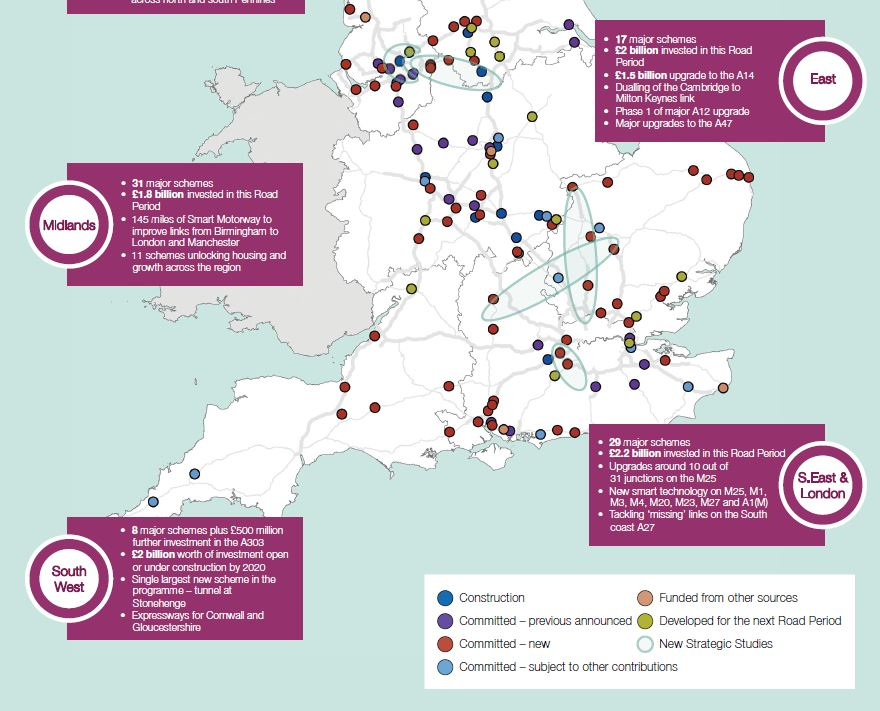 across north and south Pennines
• 17 major schemes
• £2 billion invested in this Road
Period
• £1.5 billion upgrade to the A14
• Dualling of the Cambridge to
Milton Keynes link
• Phase 1 of major A12 upgrade
• Major upgrades to the A47
East
Midlands
• 31 major schemes
• £1.8 billion invested in this Road
Period
• 145 miles of Smart Motorway to
improve links from Birmingham to
London and Manchester
• 11 schemes unlocking housing and
growth across the region
• 29 major schemes
• £2.2 billion invested in this Road Period
• Upgrades around 10 out of
31 junctions on the M25
• New smart technology on M25, M1,
M3, M4, M20, M23, M27 and A1(M)
• Tackling ‘missing’ links on the South
coast A27
S.East &
London
South
West
• 8 major schemes plus £500 million
further investment in the A303
• £2 billion worth of investment open
or under construction by 2020
• Single largest new scheme in the
programme – tunnel at
Stonehenge
• Expressways for Cornwall and
Gloucestershire
Construction
Committed – previous announced
Committed – new
Committed – subject to other contributions
Funded from other sources
Developed for the next Road Period
New Strategic Studies